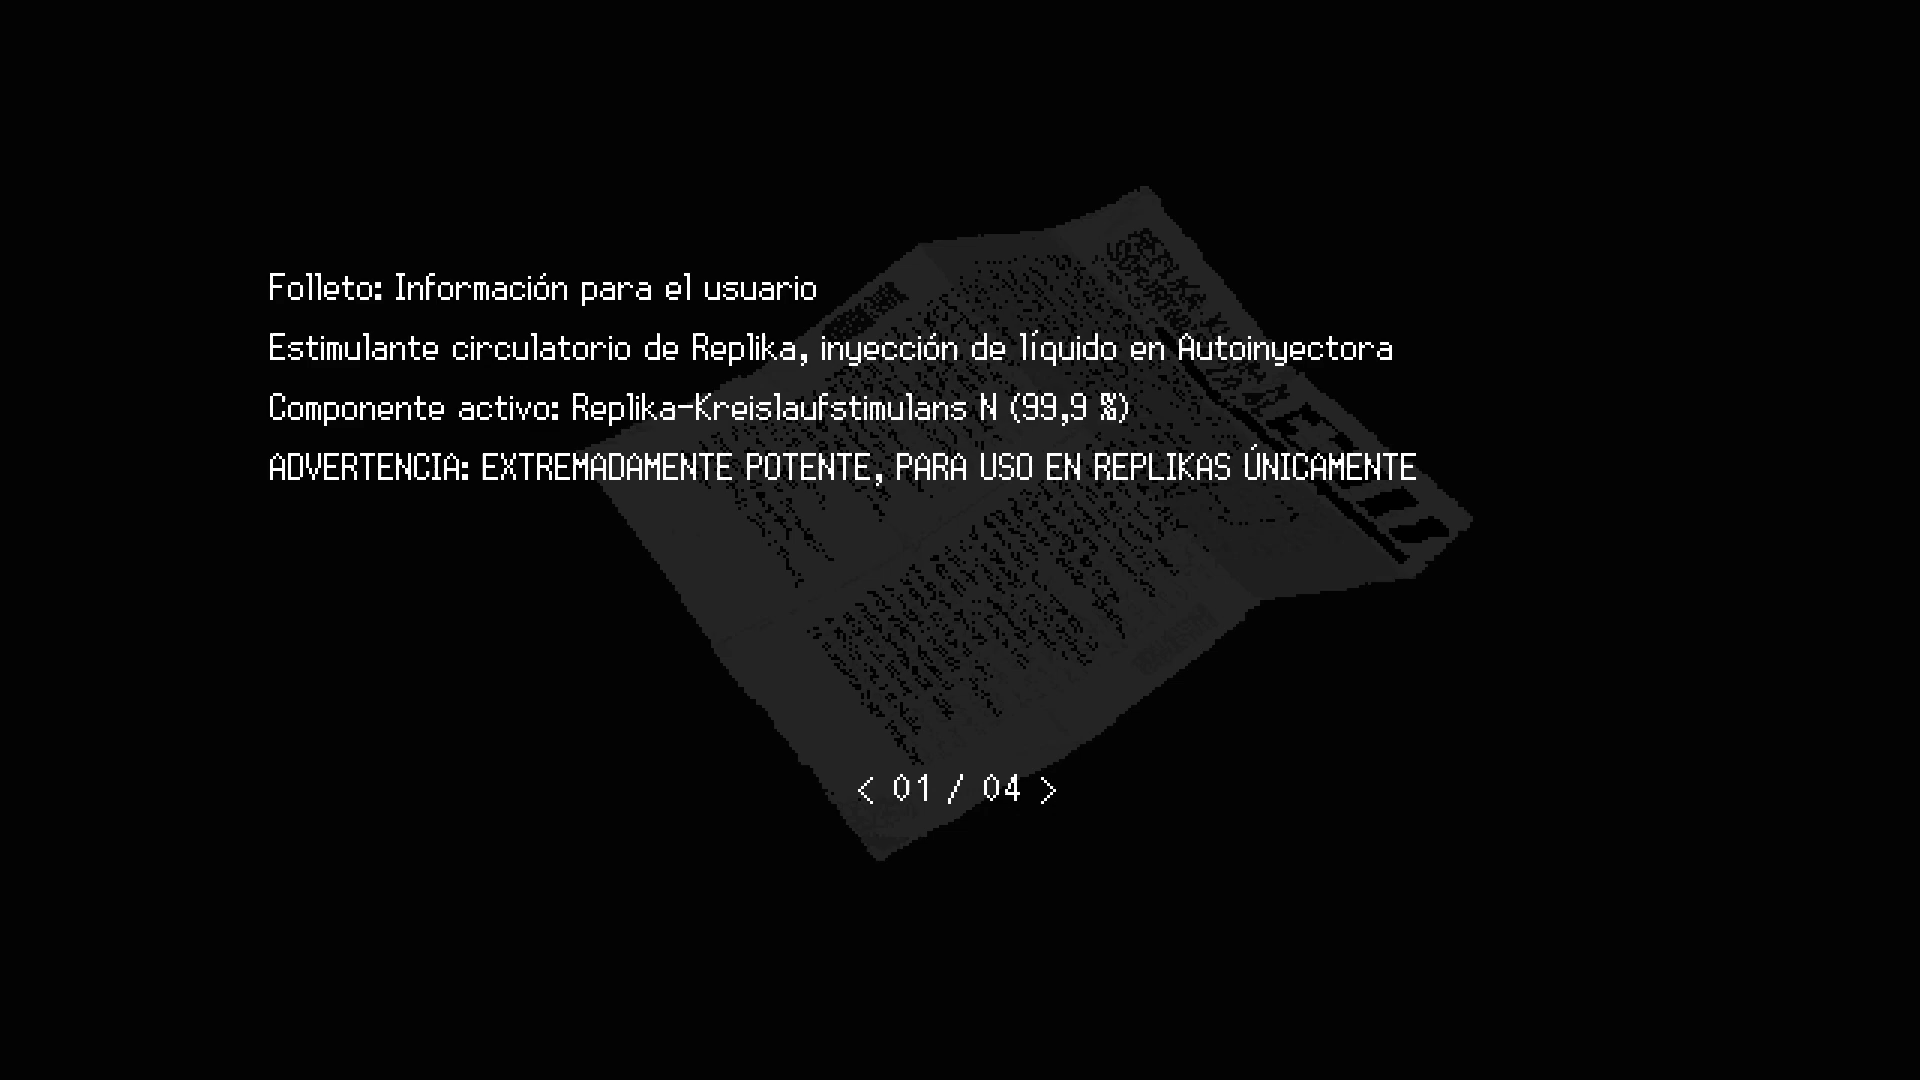 Folleto: Información para el usuario
Estimulante circulatorio de Replika, inyección de líquido en Autoinyectora
Componente activo: Replika-Kreislaufstimulans N (99,9 %)
ADVERTENCIA: EXTREMADAMENTE POTENTE, PARA USO EN REPLIKAS ÚNICAMENTE
< 01 / 04 >